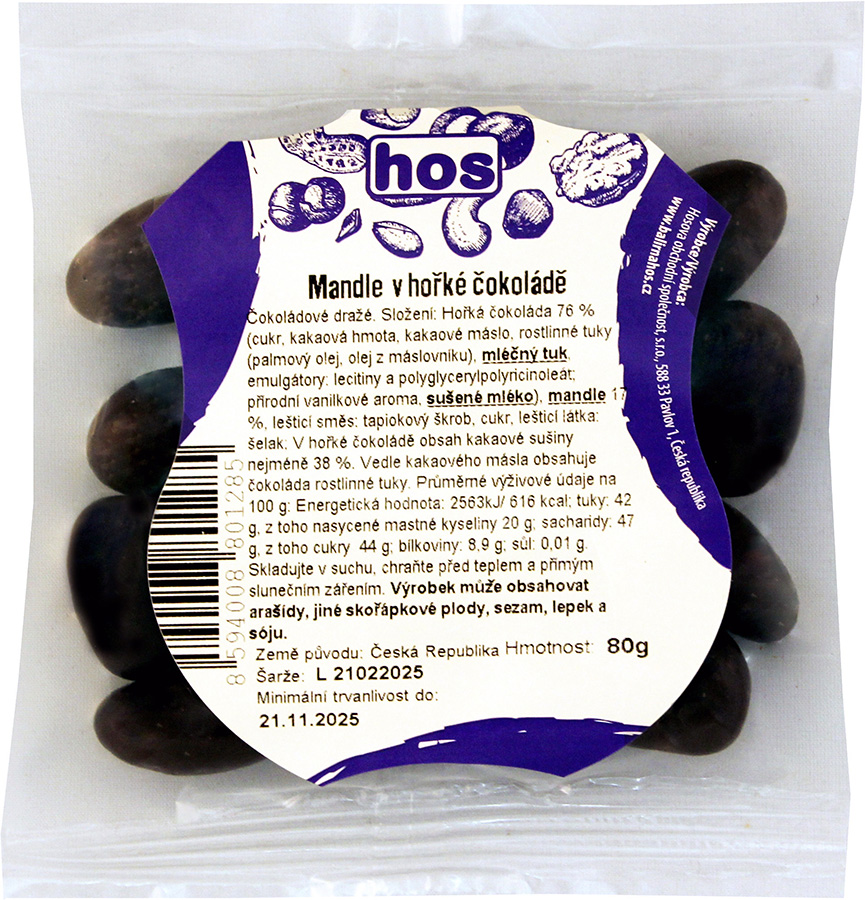 hos
Mandle v hořké čokoládě
Čokoládové dražé. Složení: Hořká čokoláda 76 %
(cukr, kakaová hmota, kakaové máslo, rostlinné tuky
(palmový olej, olej z máslovníku), mléčný tuk,
emulgátory: lecitiny a polyglycerylpolyricinoleát;
přírodní vanilkové aroma, sušené mléko), mandle 17
%, lešticí směs: tapiokový škrob, cukr, lešticí látka:
šelak; V hořké čokoládě obsah kakaové sušiny
nejméně 38 %. Vedle kakaového másla obsahuje
čokoláda rostlinné tuky. Průměrné výživové údaje na
100 g: Energetická hodnota: 2563kJ/ 616 kcal; tuky: 42
g, z toho nasycené mastné kyseliny 20 g; sacharidy: 47
g, z toho cukry 44 g; bílkoviny: 8,9 g; sůl: 0,01 g.
Skladujte v suchu, chraňte před teplem a přímým
slunečním zářením. Výrobek může obsahovat
arašídy, jiné skořápkové plody, sezam, lepek a
sóju.
Země původu: Česká Republika Hmotnost: 80g
Šarže: L 21022025
Minimální trvanlivost do:
21.11.2025
8 594008 801285
Výrobce/Výrobca:
Hosova obchodní společnost, s.r.o., 588 33 Pavlov 1, Česká republika
www.balirnahos.cz